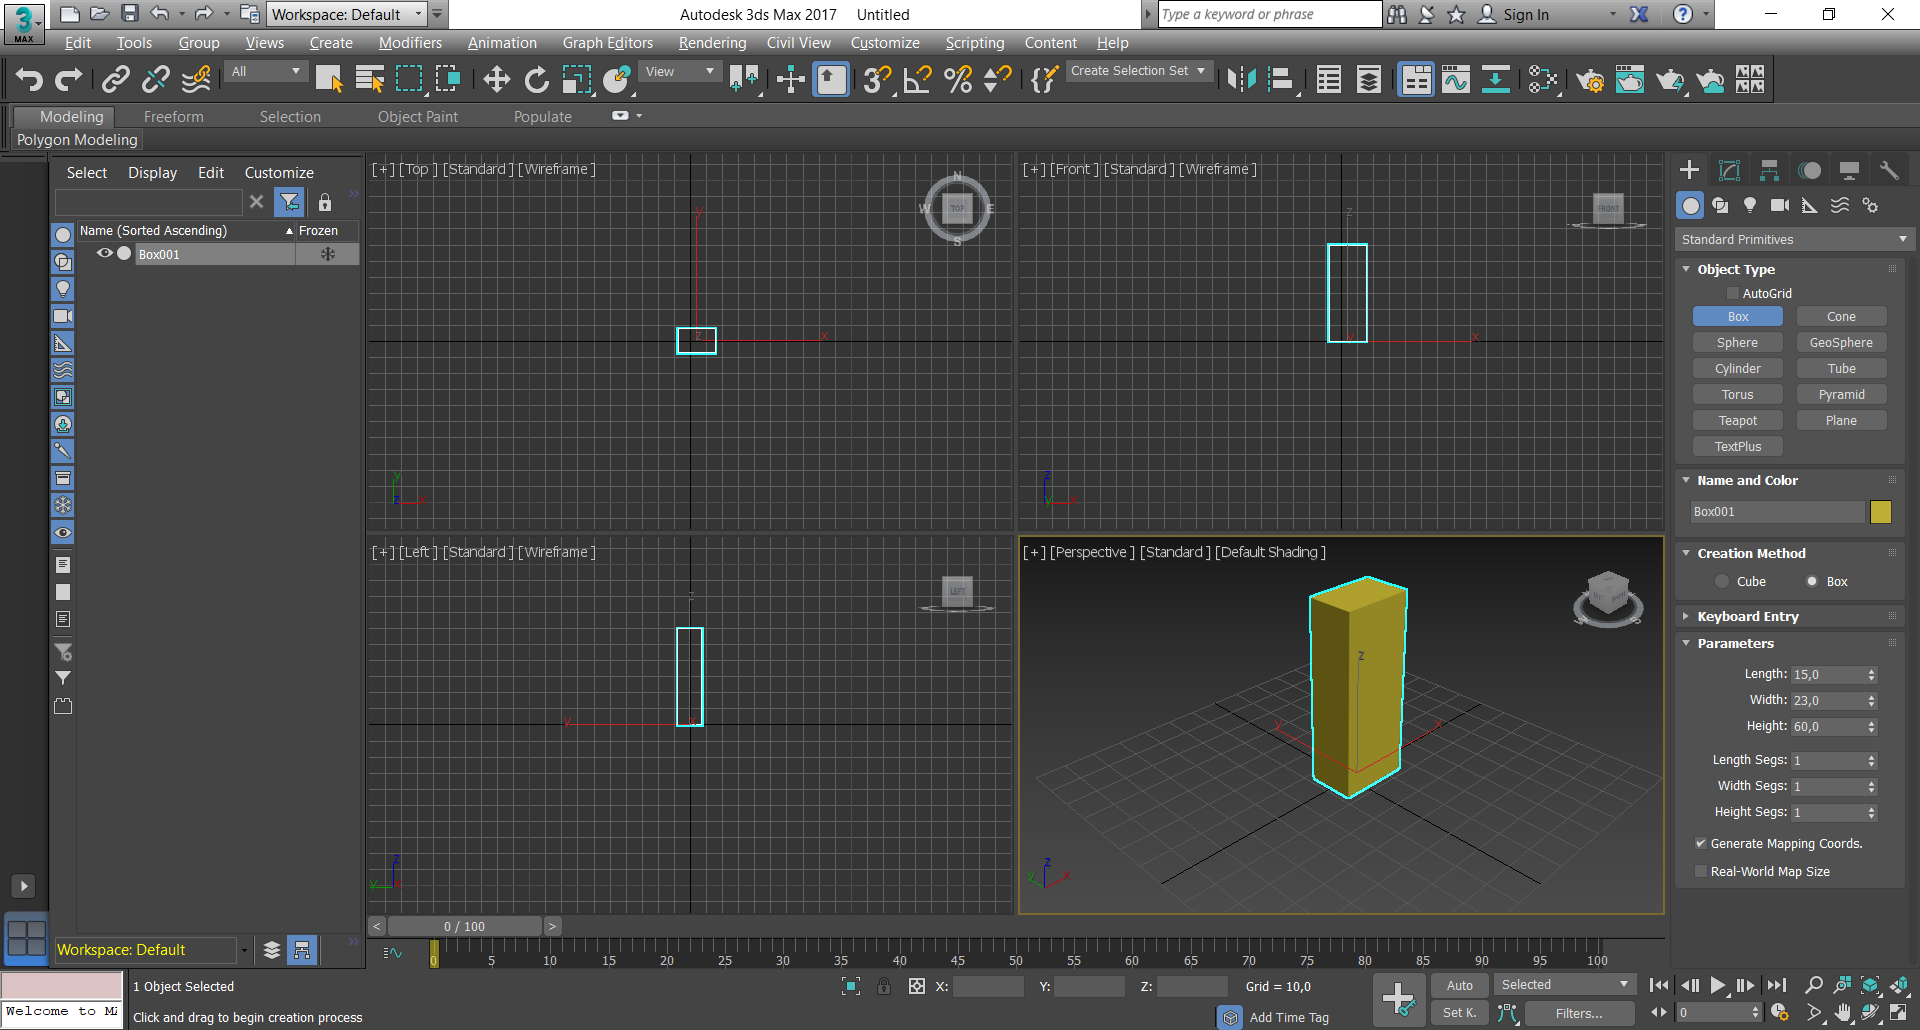 Workspace: Default
Autodesk 3ds Max 2017 Untitled
Type a keyword or phrase
Sign In
3
MAX
Edit Tools Group Views Create Modifiers Animation Graph Editors Rendering Civil View Customize Scripting Content Help
All
View
Create Selection Set
Modeling Freeform Selection Object Paint Populate
Polygon Modeling
Select Display Edit Customize
Name (Sorted Ascending) Frozen
Box001
[+] [Top ] [Standard ] [Wireframe ]
N
W TOP E
S
y
z x
y
z x
[+] [Front ] [Standard ] [Wireframe ]
FRONT
z
y x
z
y x
[+] [Left ] [Standard ] [Wireframe ]
LEFT
z
y x
z
y x
[+] [Perspective ] [Standard ] [Default Shading ]
z
y x
z
y x
Standard Primitives
Object Type
AutoGrid
Box Cone
Sphere GeoSphere
Cylinder Tube
Torus Pyramid
Teapot Plane
TextPlus
Name and Color
Box001
Creation Method
Cube Box
Keyboard Entry
Parameters
Length: 15,0
Width: 23,0
Height: 60,0
Length Segs: 1
Width Segs: 1
Height Segs: 1
Generate Mapping Coords.
Real-World Map Size
< 0 / 100 >
Workspace: Default
0 5 10 15 20 25 30 35 40 45 50 55 60 65 70 75 80 85 90 95 100
1 Object Selected
X: Y: Z: Grid = 10,0
Auto Selected
Welcome to MA
Click and drag to begin creation process
Add Time Tag
Set K. Filters...
0